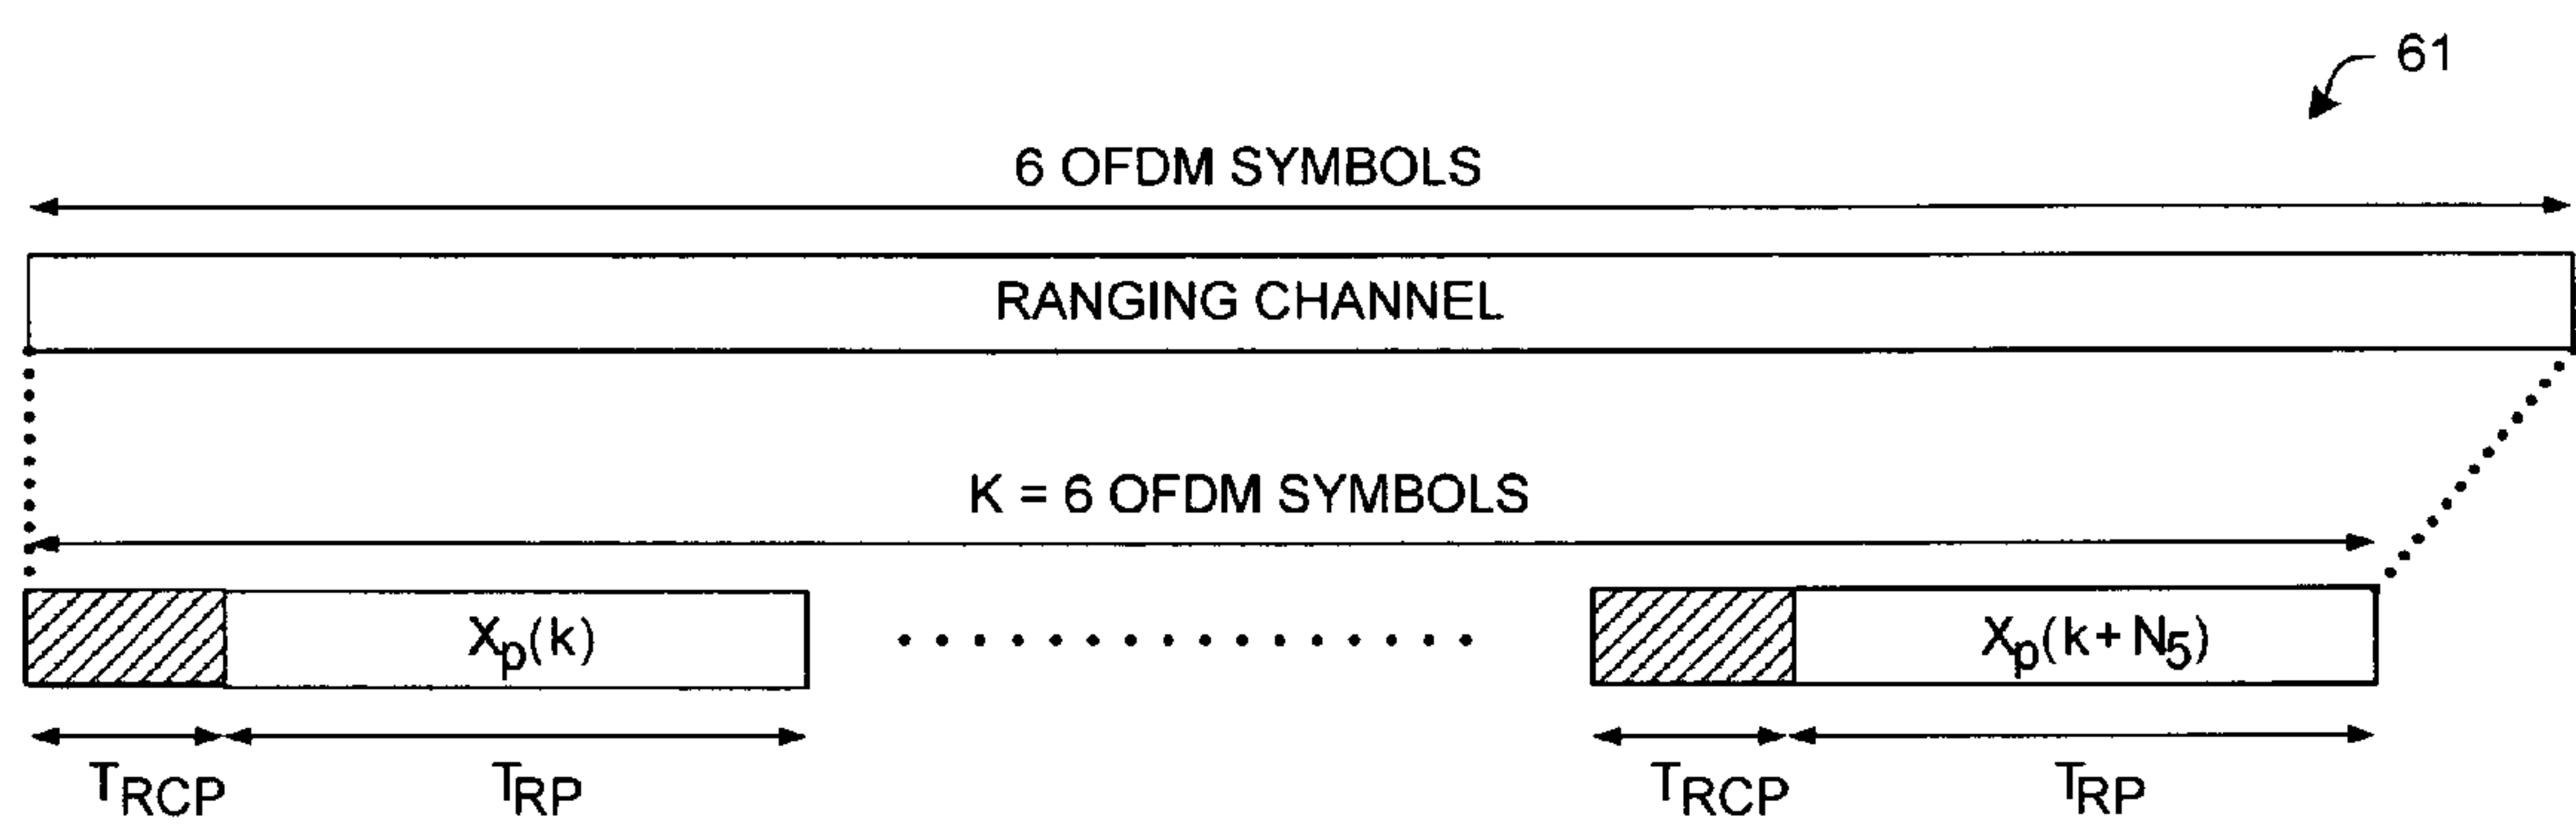 61
6 OFDM SYMBOLS
RANGING CHANNEL
K = 6 OFDM SYMBOLS
Xp(k)
Xp(k+N5)
TRCP
TRP
TRCP
TRP